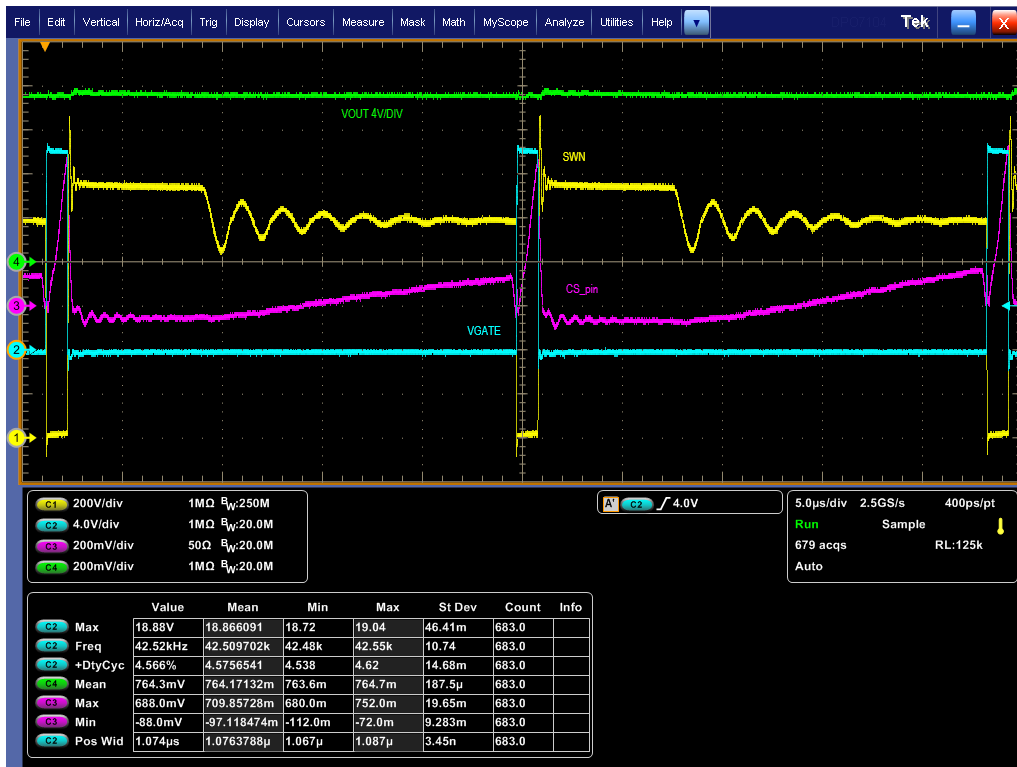 File Edit Vertical Horiz/Acq Trig Display Cursors Measure Mask Math MyScope Analyze Utilities Help Tek X
VOUT 4V/DIV
SWN
4
CS_pin
3
VGATE
2
1
C1 200V/div 1MΩ BW:250M
C2 4.0V/div 1MΩ BW:20.0M
C3 200mV/div 50Ω BW:20.0M
C4 200mV/div 1MΩ BW:20.0M
A' C2 4.0V
5.0µs/div 2.5GS/s 400ps/pt
Run Sample
679 acqs RL:125k
Auto
Value Mean Min Max St Dev Count Info
C2 Max 18.88V 18.866091 18.72 19.04 46.41m 683.0
C2 Freq 42.52kHz 42.509702k 42.48k 42.55k 10.74 683.0
C2 +DtyCyc 4.566% 4.5756541 4.538 4.62 14.68m 683.0
C4 Mean 764.3mV 764.17132m 763.6m 764.7m 187.5µ 683.0
C3 Max 688.0mV 709.85728m 680.0m 752.0m 19.65m 683.0
C3 Min -88.0mV -97.118474m -112.0m -72.0m 9.283m 683.0
C2 Pos Wid 1.074µs 1.0763788µ 1.067µ 1.087µ 3.45n 683.0